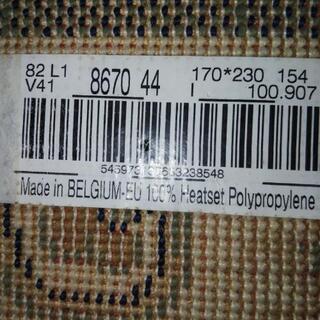 82 L1 8670 44 170*230 154
V41 I 100.907
Made in BELGIUM-EU 100% Heatset Polypropylene